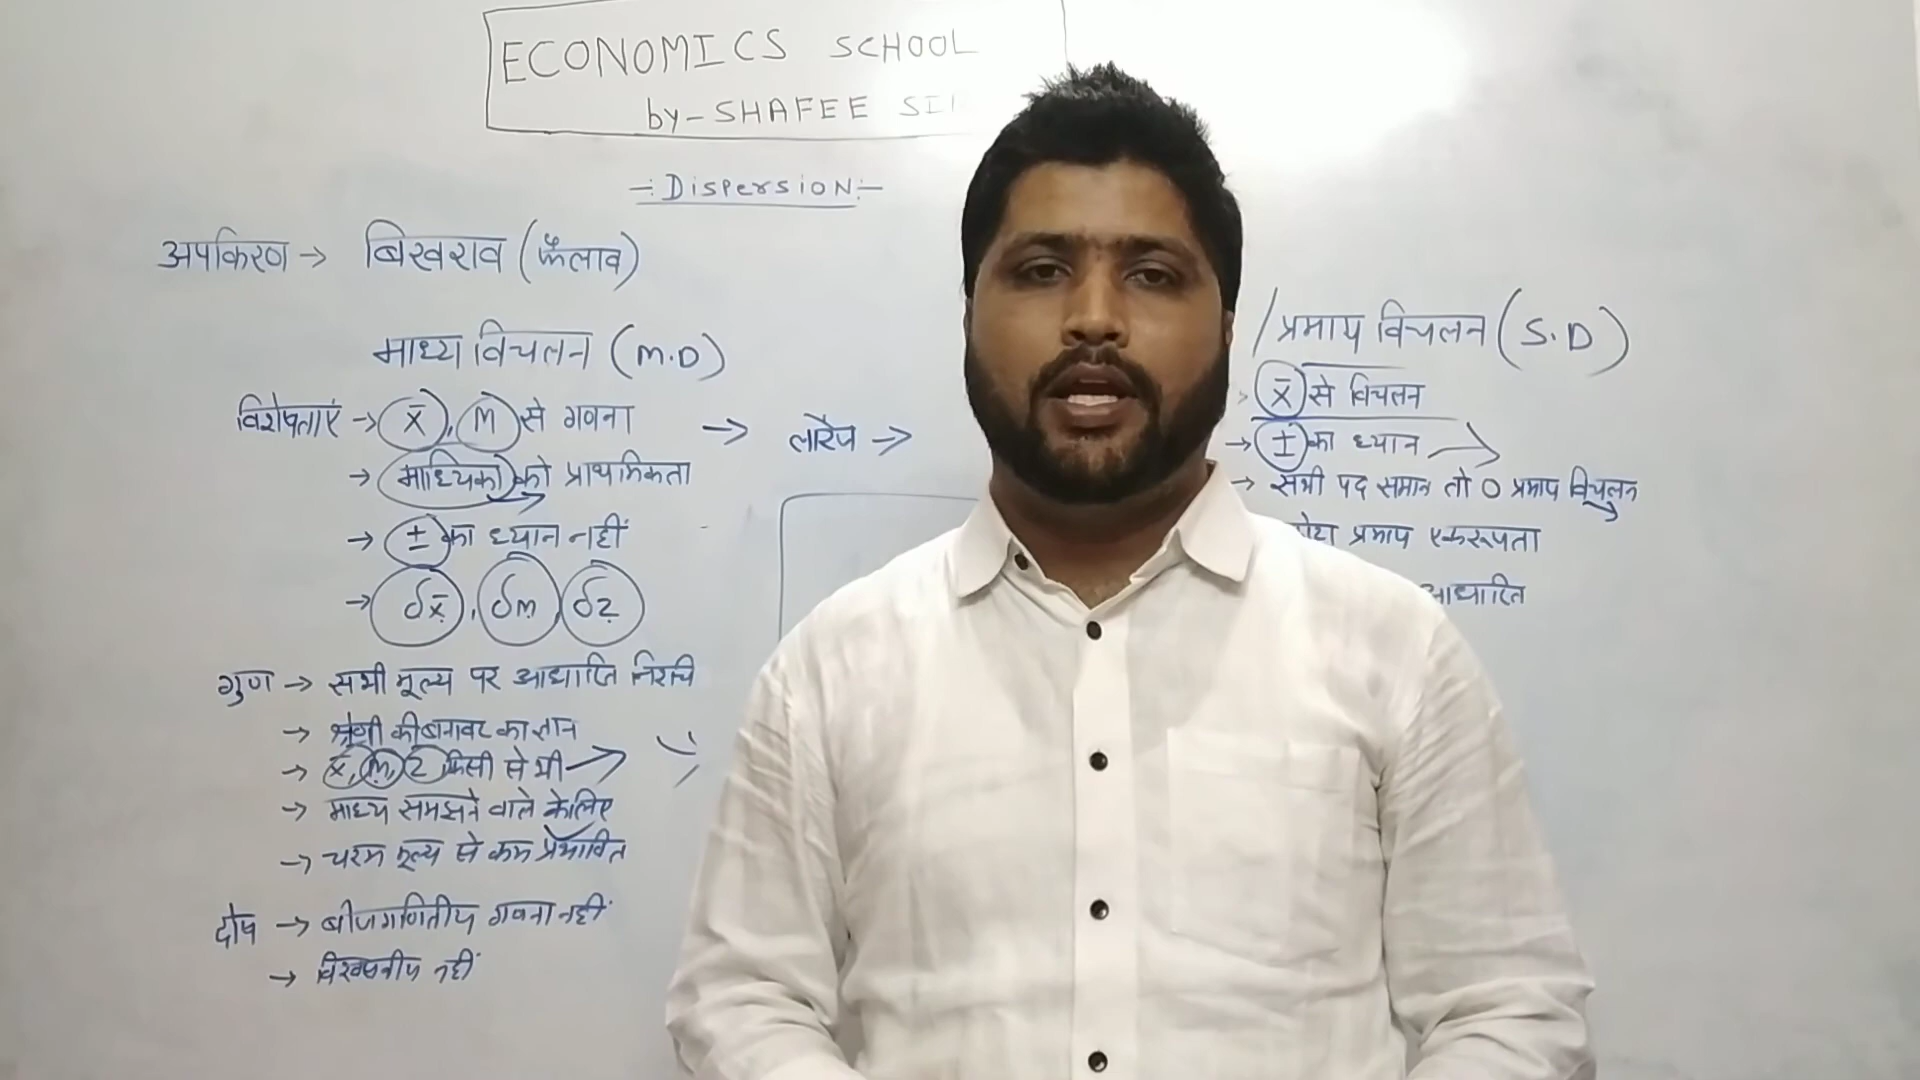 ECONOMICS SCHOOL
by - SHAFEE
-: DISPERSION :-
अपकिरण → बिखराव (फैलाव)
माध्य विचलन (M.D)
विशेषताएं → x̄, M से गणना
→ माध्यिका को प्राथमिकता
→ ± का ध्यान नहीं
→ δx̄, δm, δz
गुण → सभी मूल्य पर आधारित
→ श्रेणी की बनावट का ज्ञान
→ x̄, m, z किसी से भी
→ माध्य समझने वाले के लिए
→ चरम मूल्य से कम प्रभावित
दोष → बीजगणितीय गणना नहीं
→ विश्वसनीय नहीं
→ लॉरेंज →
/ प्रमाप विचलन (S.D)
x̄ से विचलन
→ ± का ध्यान
→ सभी पद समान तो 0 प्रमाप विचलन
प्रमाप एकरूपता
आधारित